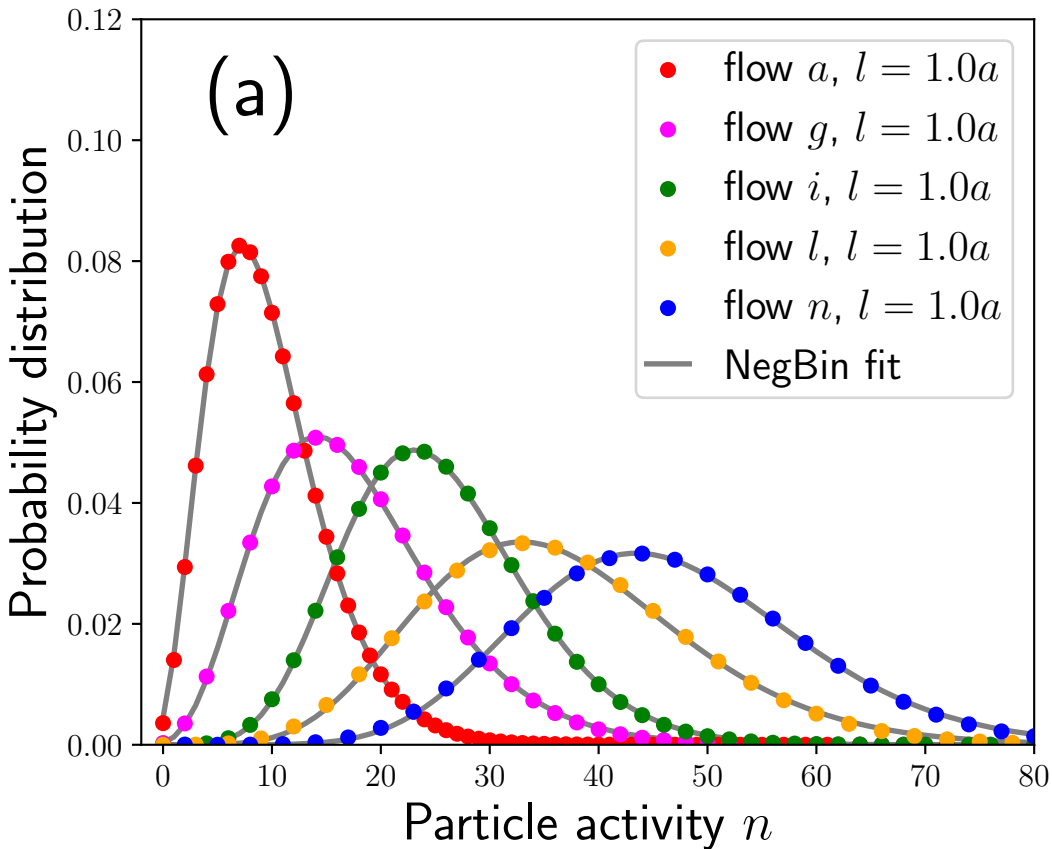 0.12
0.10
0.08
0.06
0.04
0.02
0.00
Probability distribution
(a)
flow a, l = 1.0a
flow g, l = 1.0a
flow i, l = 1.0a
flow l, l = 1.0a
flow n, l = 1.0a
NegBin fit
0 10 20 30 40 50 60 70 80
Particle activity n